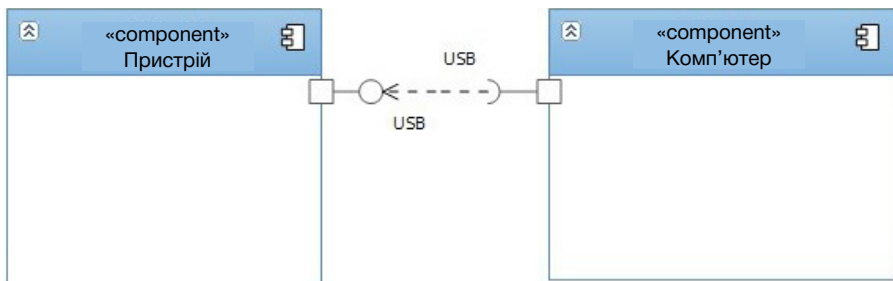 «component»
Пристрій
USB
USB
«component»
Комп’ютер